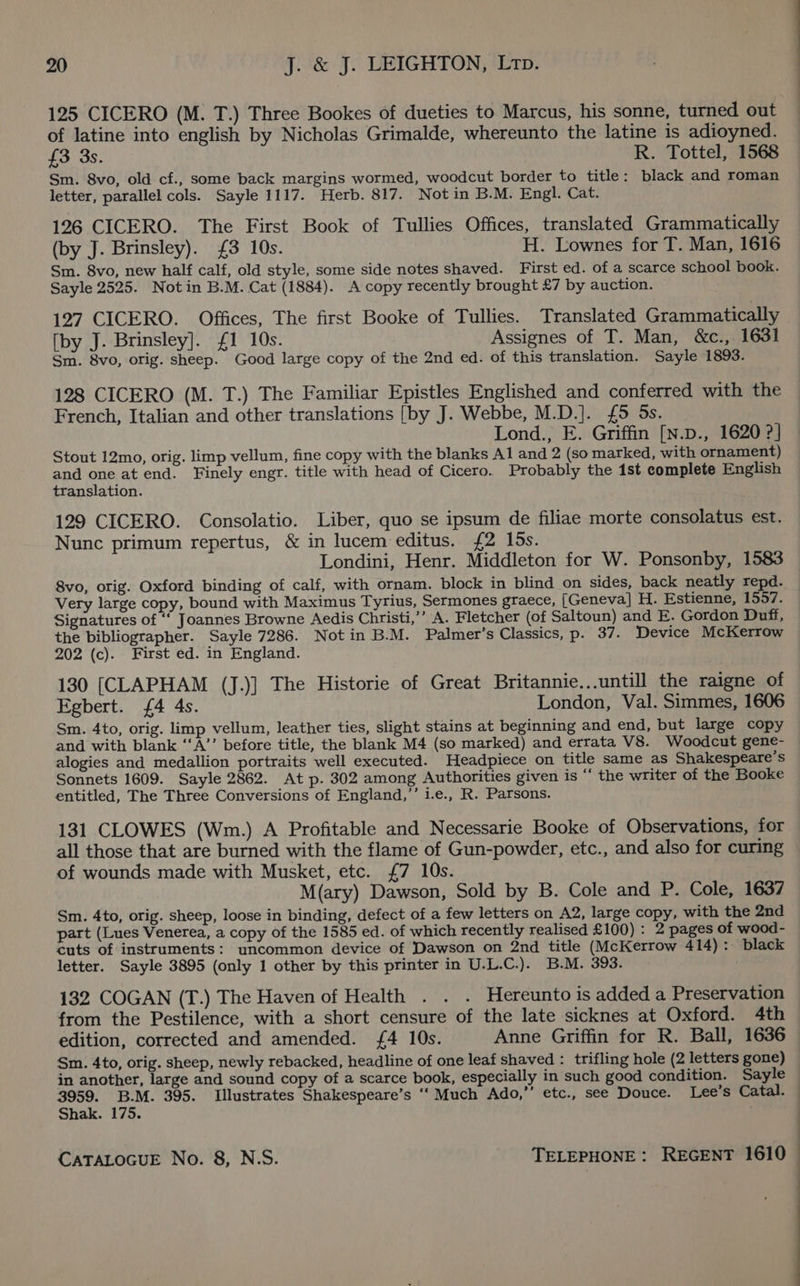 20 J. & J. LEIGHTON, LTD.
125 CICERO (M. T.) Three Bookes of dueties to Marcus, his sonne, turned out
of latine into english by Nicholas Grimalde, whereunto the latine is adioyned.
£3 3s. R. Tottel, 1568
Sm. 8vo, old cf., some back margins wormed, woodcut border to title: black and roman
letter, parallel cols. Sayle 1117. Herb. 817. Not in B.M. Engl. Cat.
126 CICERO. The First Book of Tullies Offices, translated Grammatically
(by J. Brinsley). £3 10s. H. Lownes for T. Man, 1616
Sm. 8vo, new half calf, old style, some side notes shaved. First ed. of a scarce school book.
Sayle 2525. Not in B.M. Cat (1884). A copy recently brought £7 by auction.
127 CICERO. Offices, The first Booke of Tullies. Translated Grammatically
[by J. Brinsley]. £1 10s. Assignes of T. Man, &c., 1631
Sm. 8vo, orig. sheep. Good large copy of the 2nd ed. of this translation. Sayle 1893.
128 CICERO (M. T.) The Familiar Epistles Englished and conferred with the
French, Italian and other translations [by J. Webbe, M.D.]. £5 5s.
Lond., E. Griffin [N.D., 1620 ?]
Stout 12mo, orig. limp vellum, fine copy with the blanks A1 and 2 (so marked, with ornament)
and one at end. Finely engr. title with head of Cicero. Probably the 1st complete English
translation.
129 CICERO. Consolatio. Liber, quo se ipsum de filiae morte consolatus est.
Nunc primum repertus, & in lucem editus. £2 15s.
Londini, Henr. Middleton for W. Ponsonby, 1583
8vo, orig. Oxford binding of calf, with ornam. block in blind on sides, back neatly repd.
Very large copy, bound with Maximus Tyrius, Sermones graece, [Geneva] H. Estienne, 1557.
Signatures of “ Joannes Browne Aedis Christi,” A. Fletcher (of Saltoun) and E. Gordon Duff,
the bibliographer. Sayle 7286. Not in B.M. Palmer's Classics, p. 37. Device McKerrow
202 (c). First ed. in England.
130 [CLAPHAM (J.)] The Historie of Great Britannie...untill the raigne of
Egbert. £4 4s. London, Val. Simmes, 1606
Sm. 4to, orig. limp vellum, leather ties, slight stains at beginning and end, but large copy
and with blank “A” before title, the blank M4 (so marked) and errata V8. Woodcut gene-
alogies and medallion portraits well executed. Headpiece on title same as Shakespeare's
Sonnets 1609. Sayle 2862. At p. 302 among Authorities given is “ the writer of the Booke
entitled, The Three Conversions of England,” i.e., R. Parsons.
131 CLOWES (Wm.) A Profitable and Necessarie Booke of Observations, for
all those that are burned with the flame of Gun-powder, etc., and also for curing
of wounds made with Musket, etc. £7 10s.
M(ary) Dawson, Sold by B. Cole and P. Cole, 1637
Sm. 4to, orig. sheep, loose in binding, defect of a few letters on A2, large copy, with the 2nd
part (Lues Venerea, a copy of the 1585 ed. of which recently realised £100) : 2 pages of wood-
cuts of instruments: uncommon device of Dawson on 2nd title (McKerrow 414): black
letter. Sayle 3895 (only 1 other by this printer in U.L.C.). B.M. 393.
132 COGAN (T.) The Haven of Health . . . Hereunto is added a Preservation
from the Pestilence, with a short censure of the late sicknes at Oxford. 4th
edition, corrected and amended. £4 10s. Anne Griffin for R. Ball, 1636
Sm. 4to, orig. sheep, newly rebacked, headline of one leaf shaved : trifling hole (2 letters gone)
in another, large and sound copy of a scarce book, especially in such good condition. Sayle
3959. B.M. 395. Illustrates Shakespeare's “ Much Ado,” etc., see Douce. Lee's Catal.
Shak. 175.
CATALOGUE No. 8, N.S. TELEPHONE : REGENT 1610